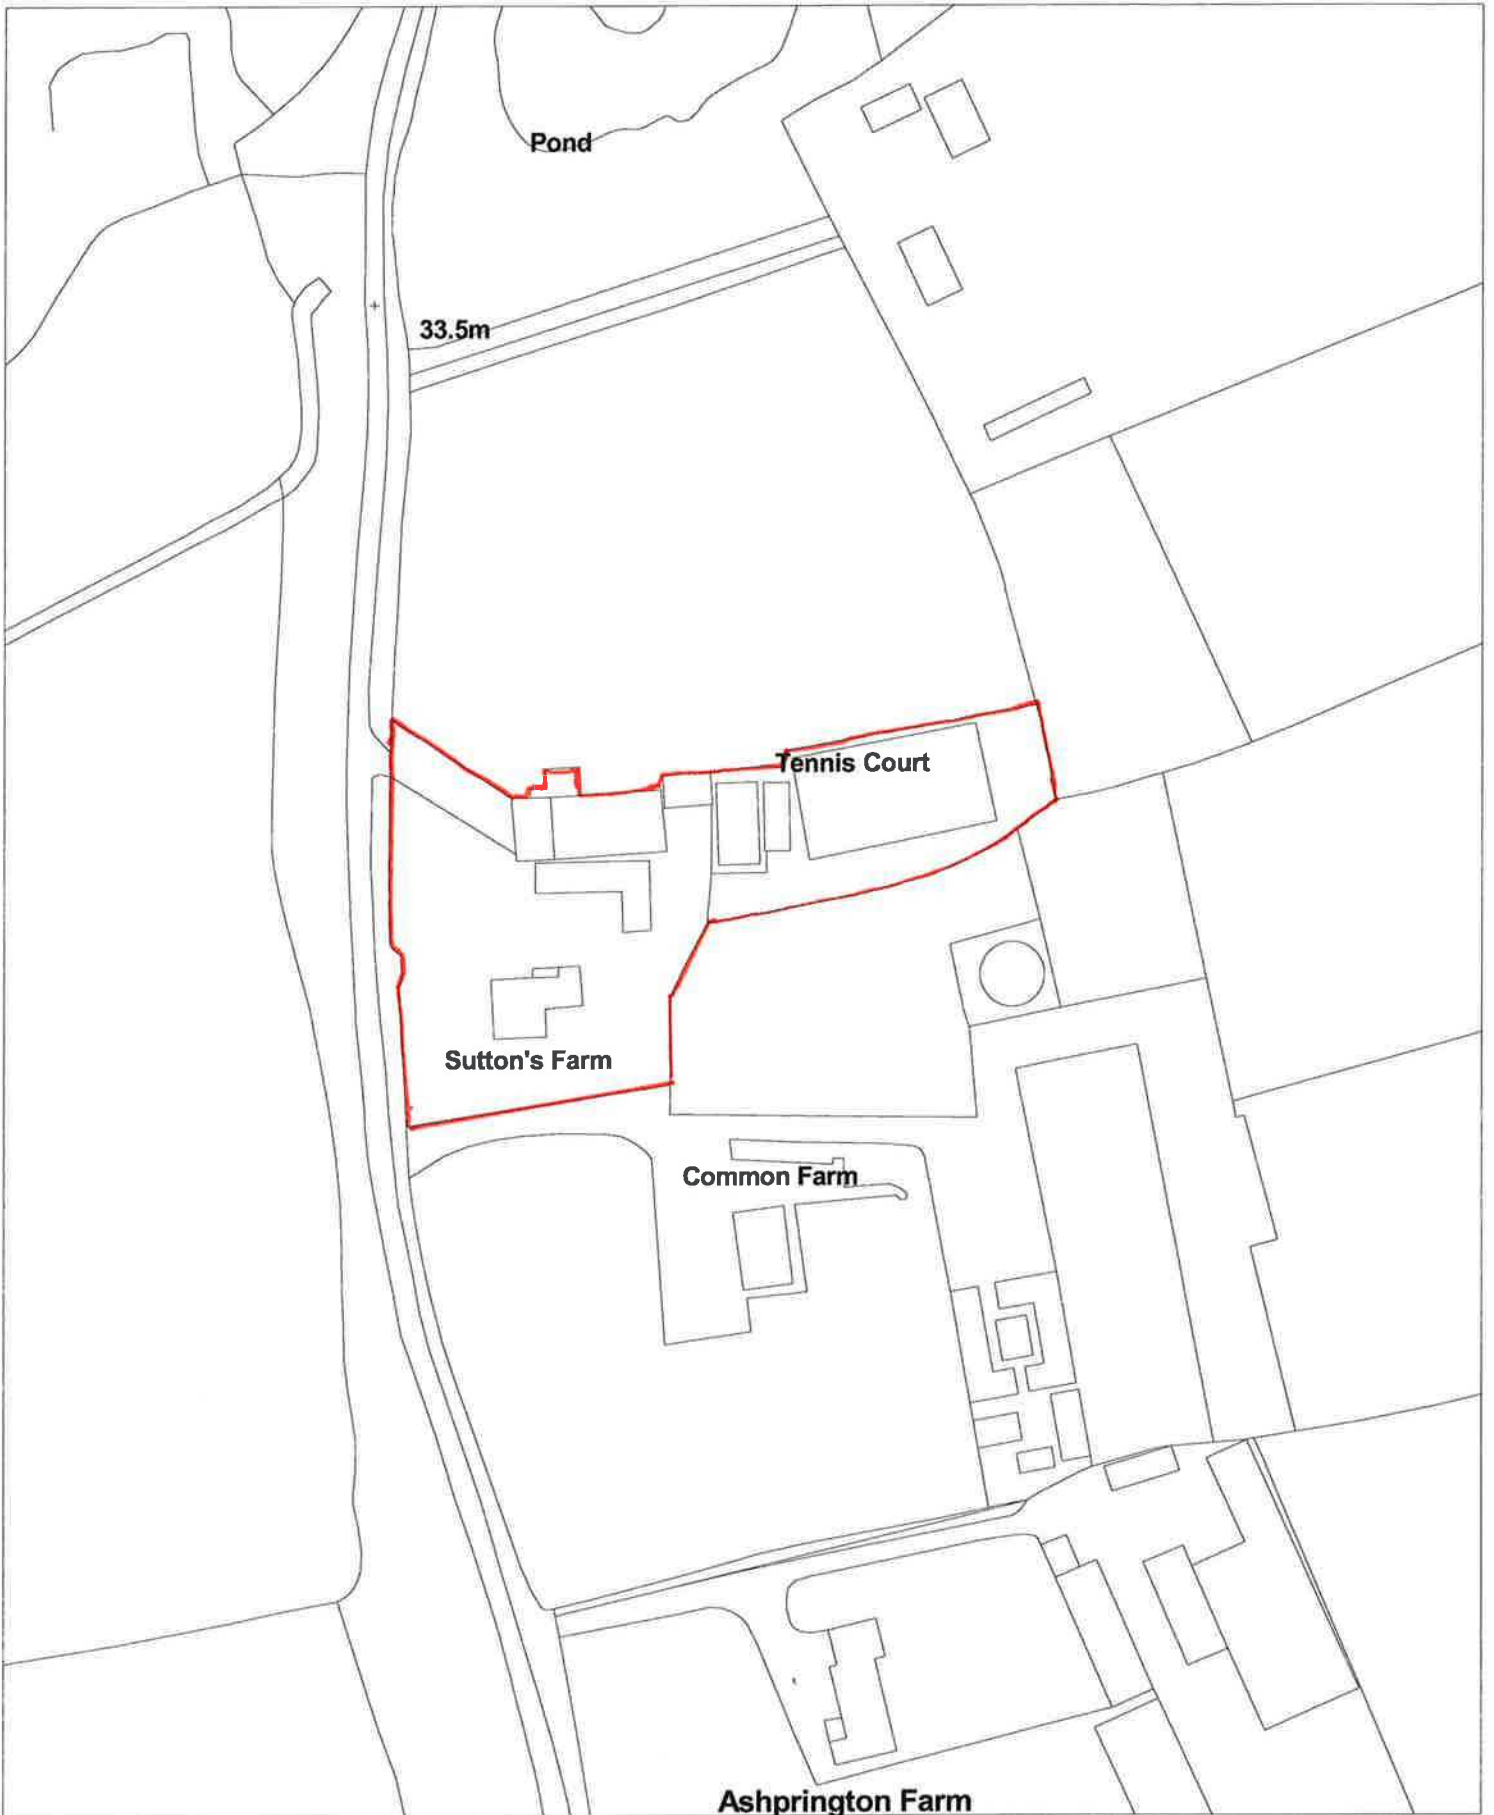 Pond
33.5m
Tennis Court
Sutton's Farm
Common Farm
Ashprington Farm